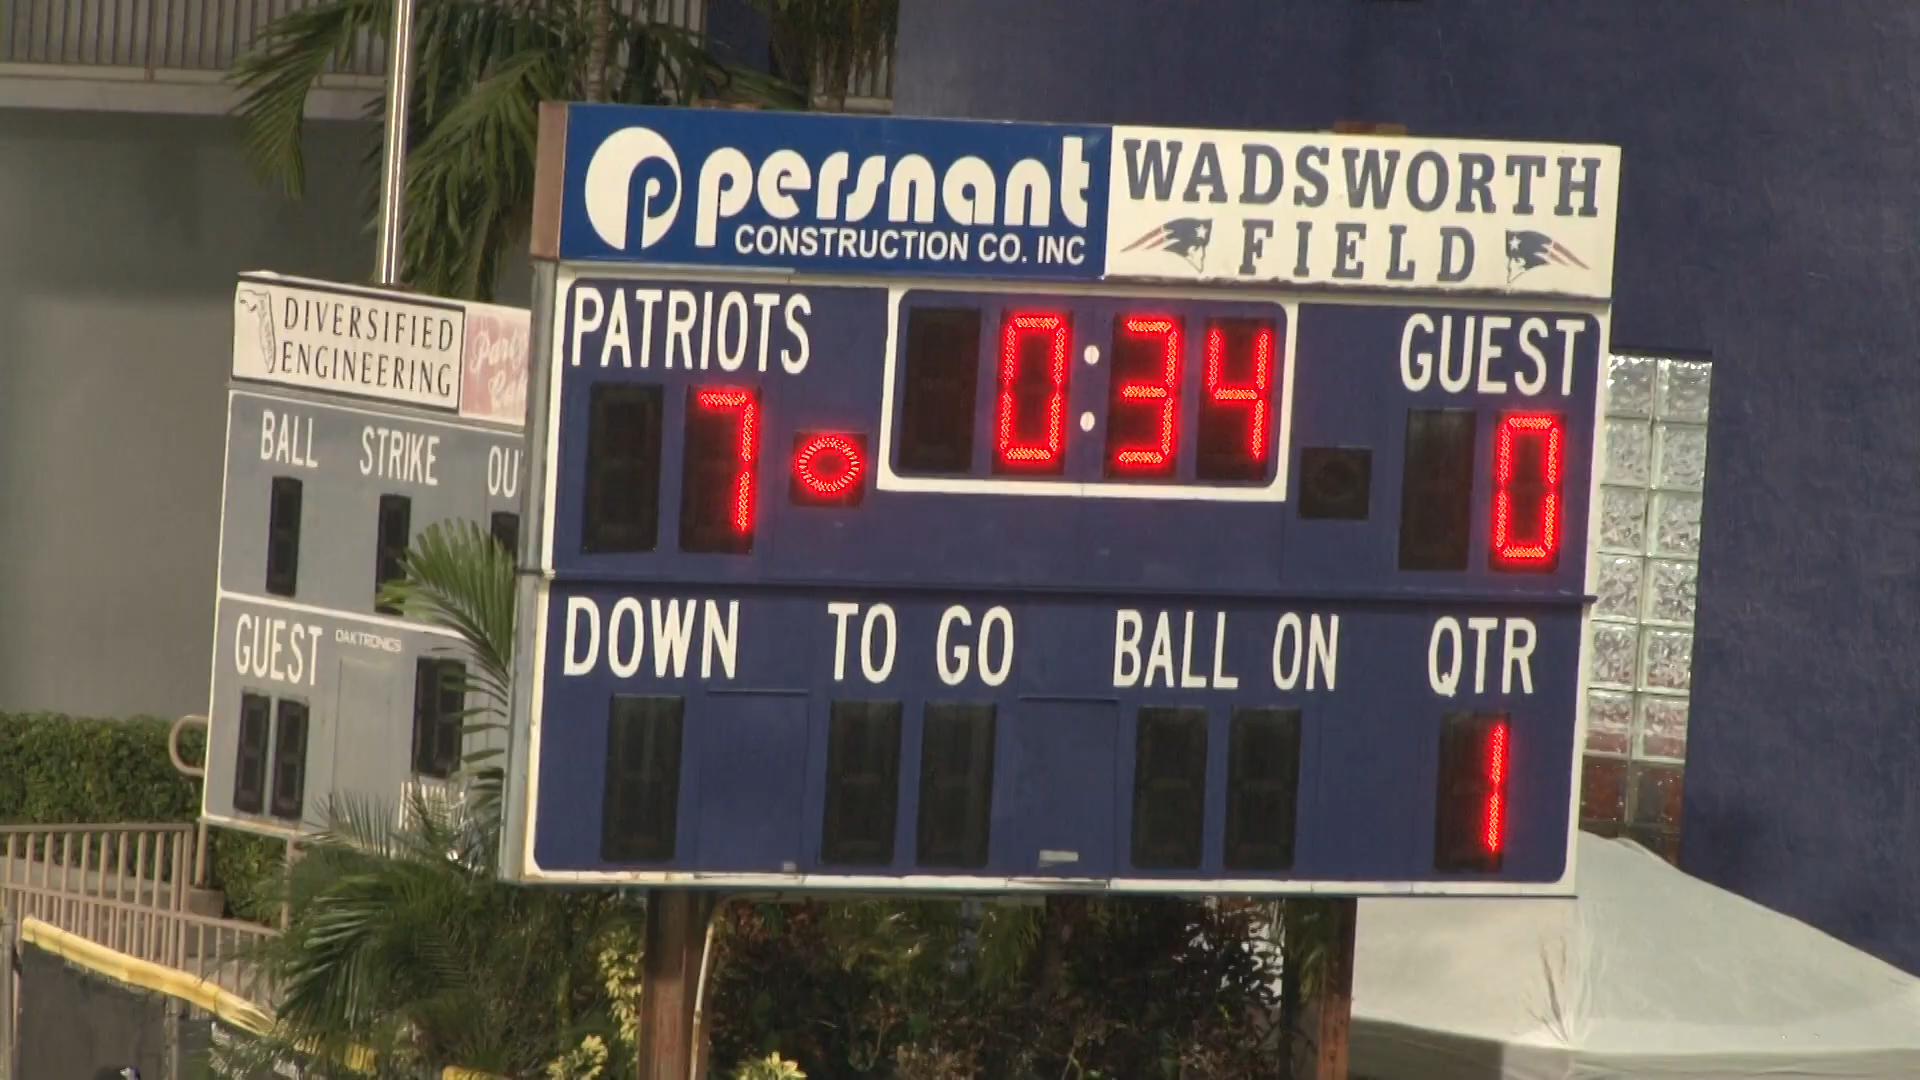 persnant
CONSTRUCTION CO. INC
WADSWORTH
FIELD
PATRIOTS
0:34
GUEST
7
0
DOWN TO GO BALL ON QTR
1
DIVERSIFIED
ENGINEERING
BALL STRIKE OU
GUEST